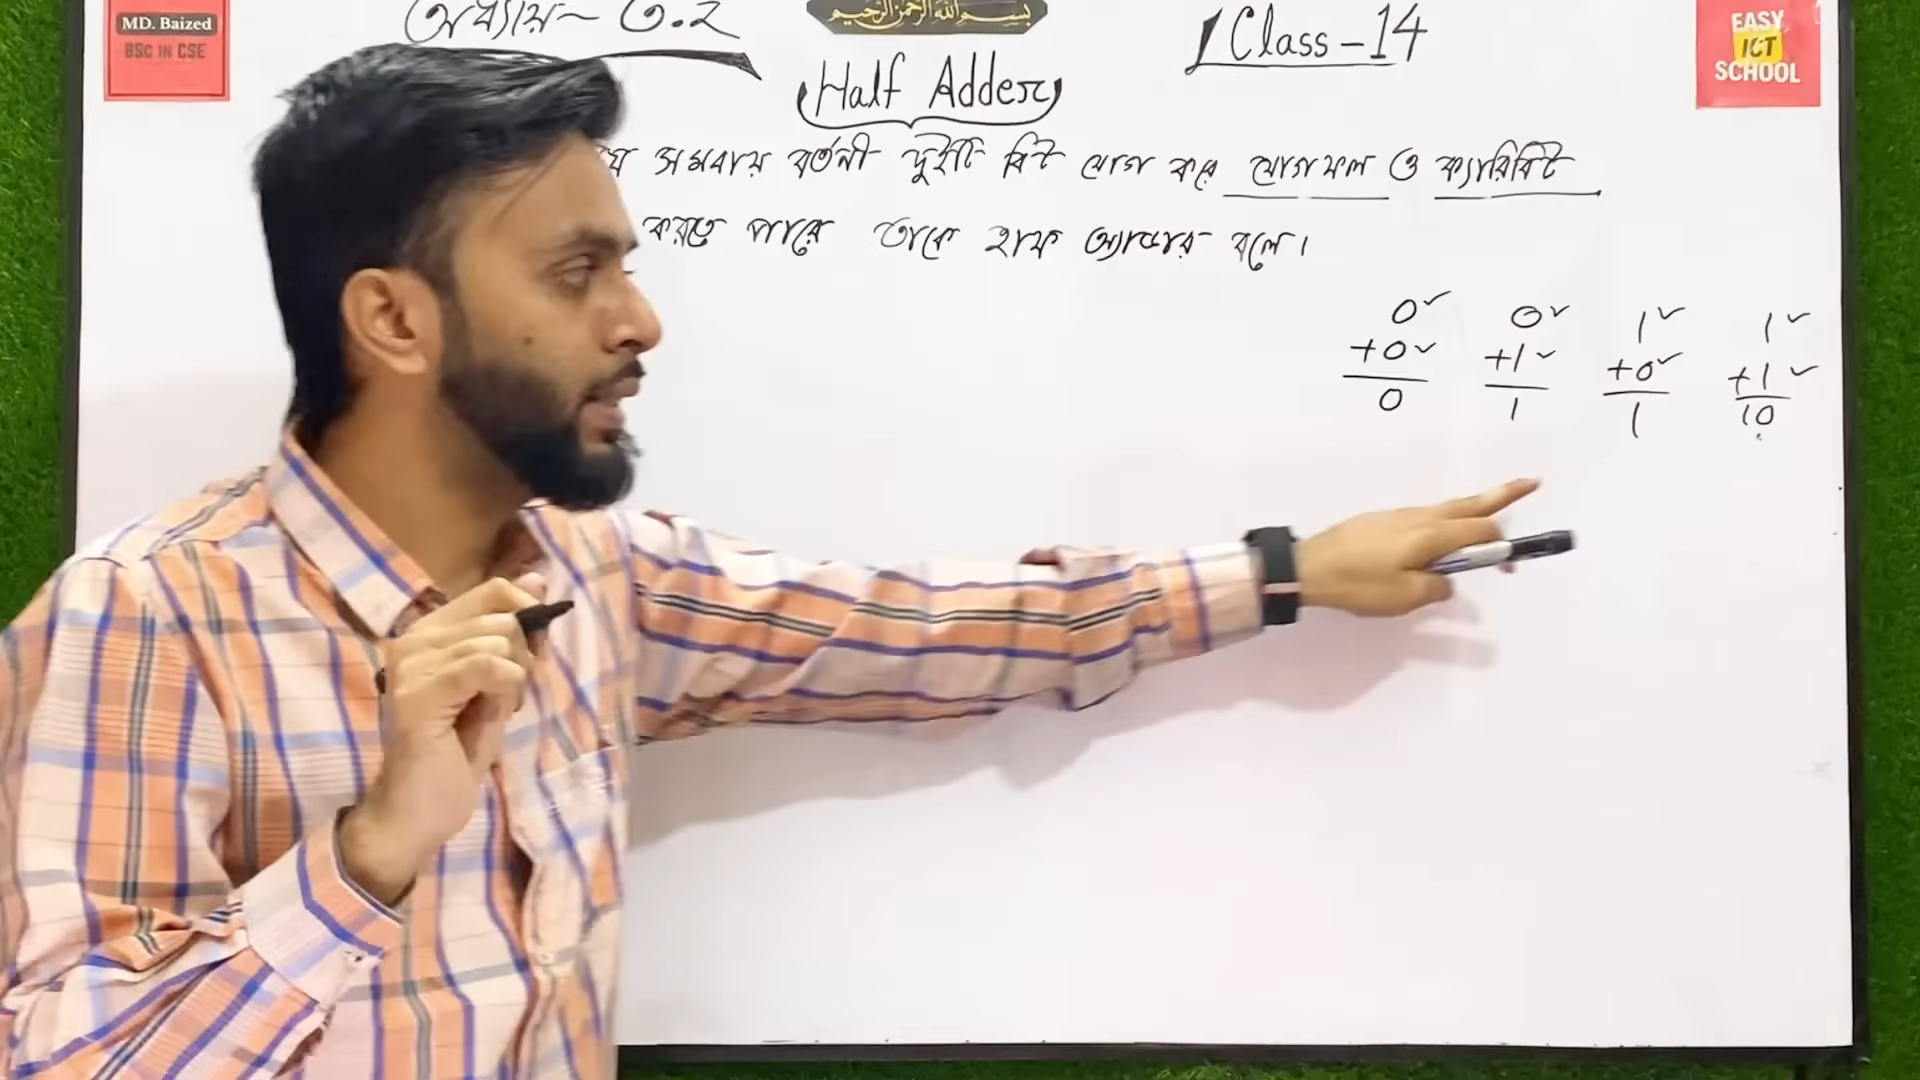 MD. Baized
BSC IN CSE
অধ্যায়- ৩.২
بسم الله الرحمن الرحيم
Class-14
EASY
ICT
SCHOOL
Half Adder
যে সমবায় বর্তনী দুইটি বিট যোগ করে যোগফল ও ক্যারিবিট
করতে পারে তাকে হাফ অ্যাডার বলে।
0 0 1 1
+0 +1 +0 +1
0 1 1 10